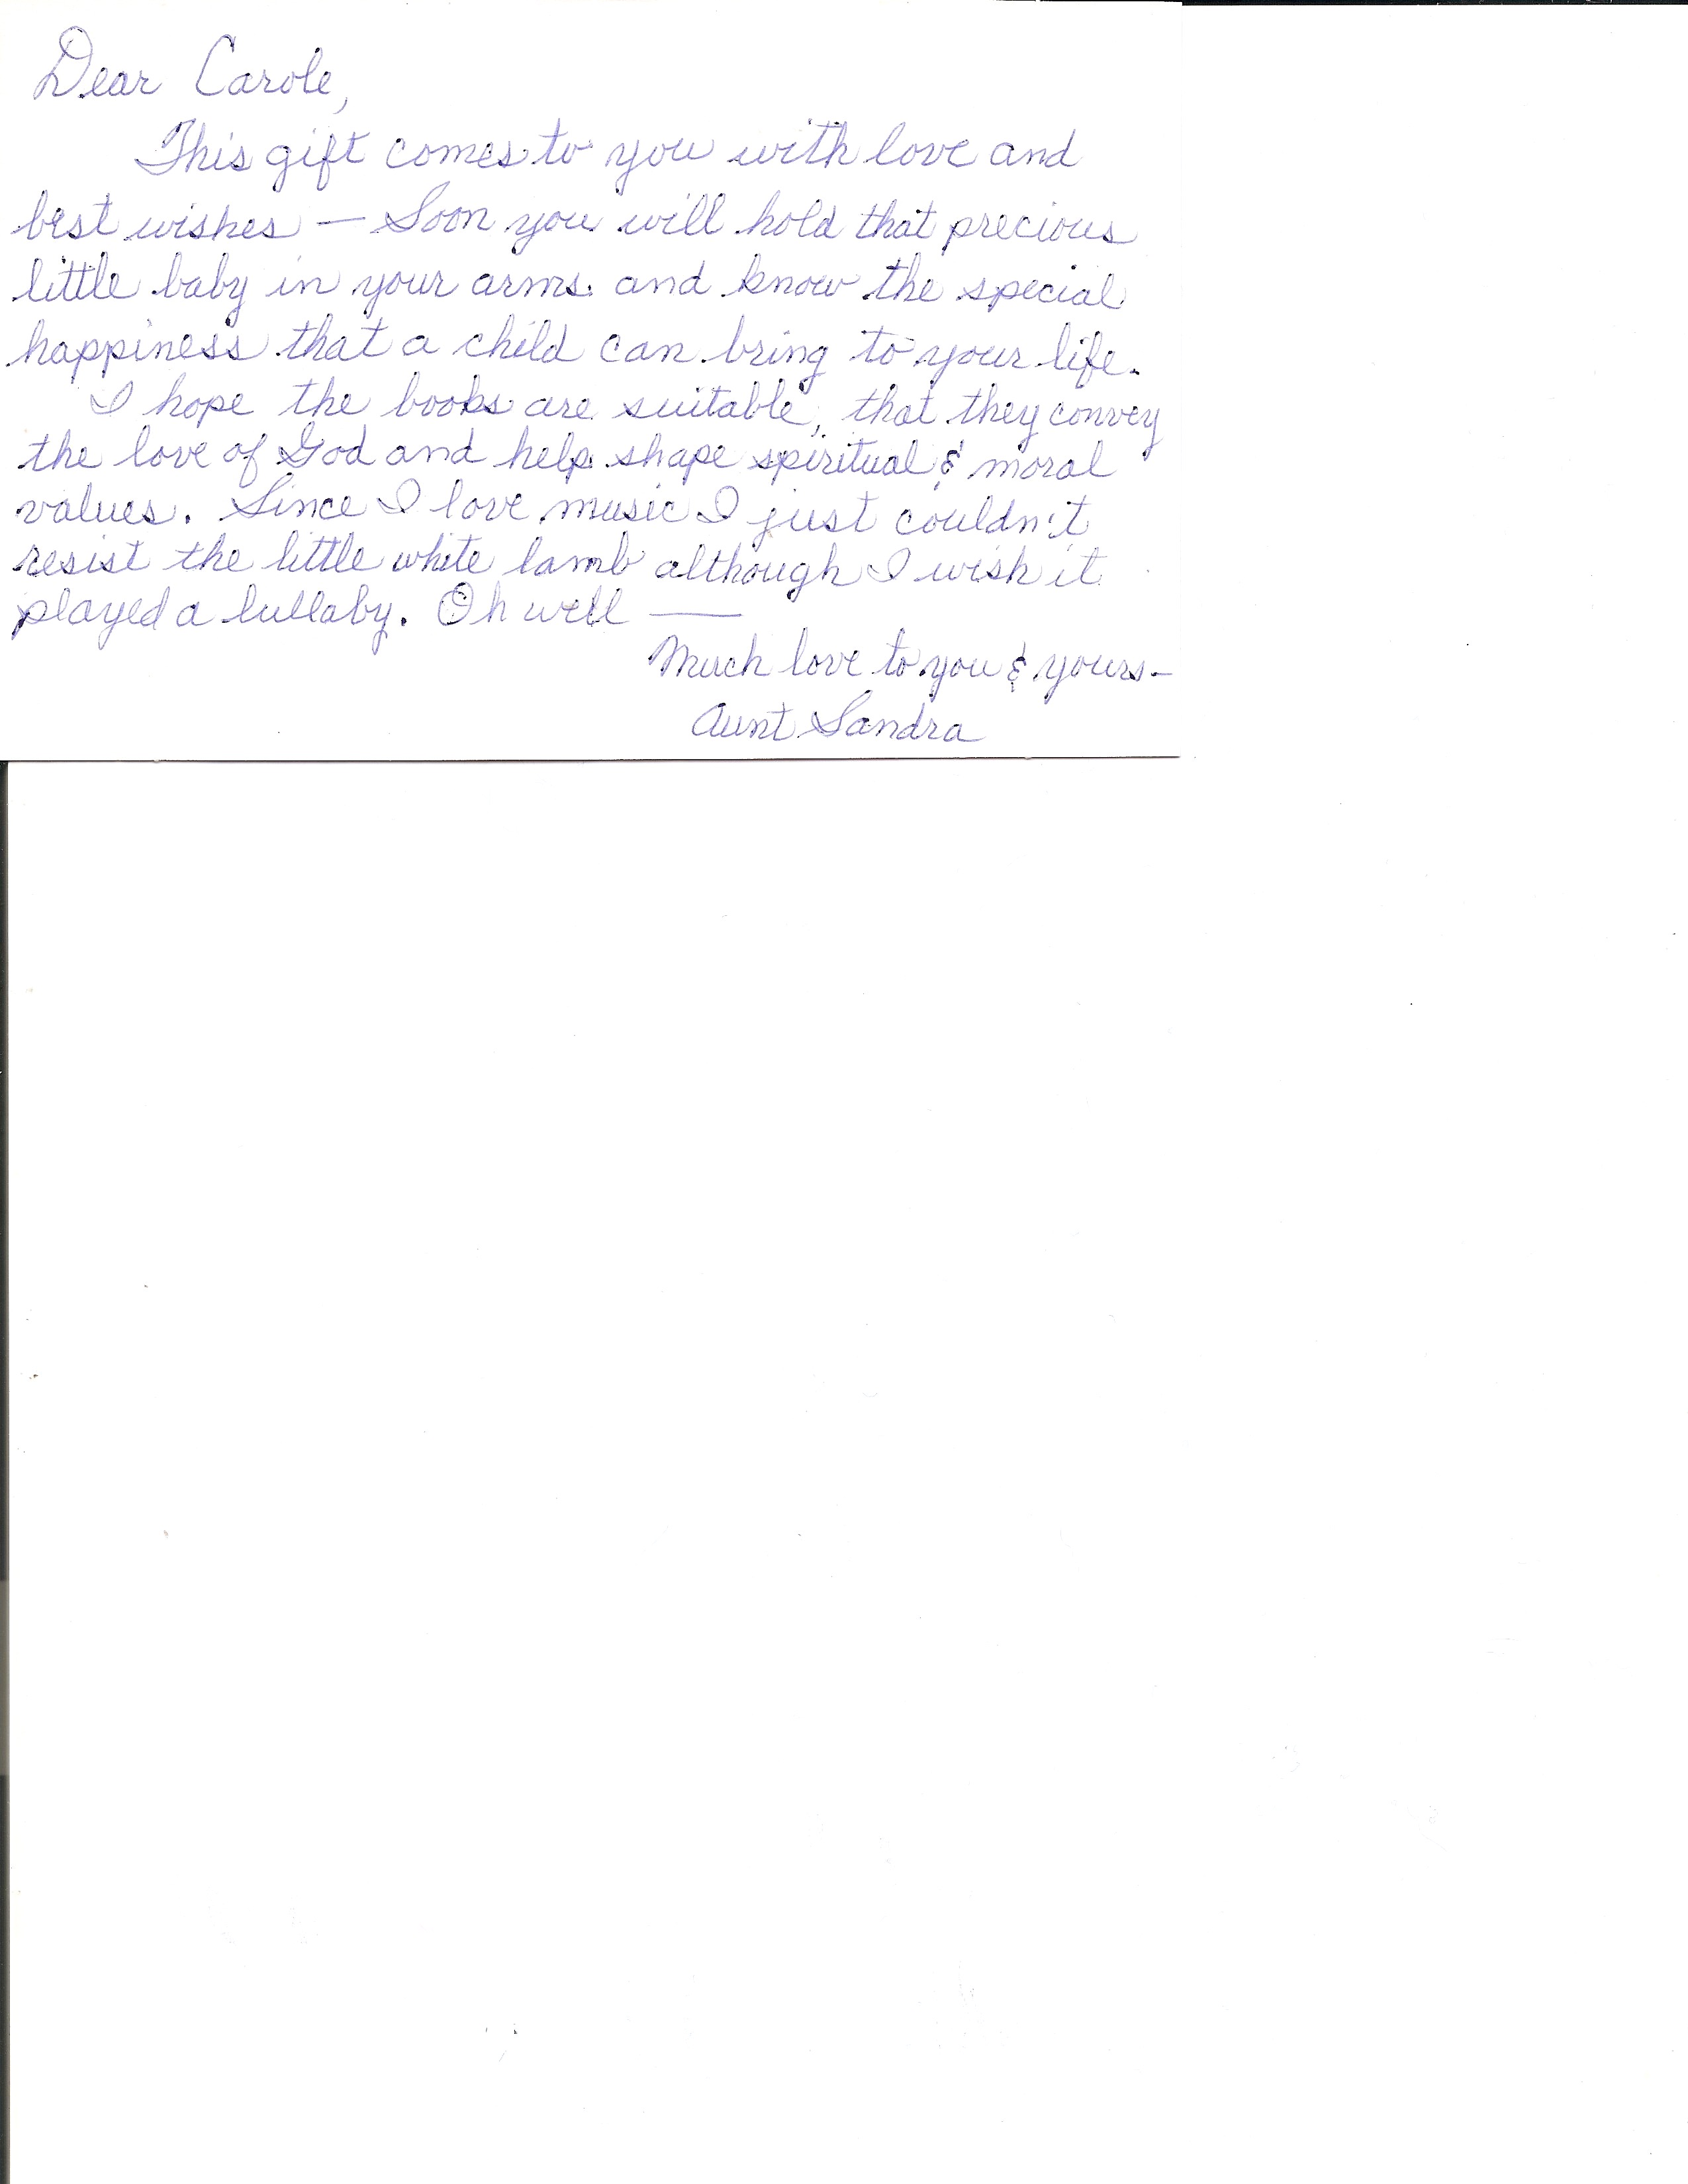 Dear Carole,
This gift comes to you with love and
best wishes — Soon you will hold that precious
little baby in your arms and know the special
happiness that a child can bring to your life.
I hope the books are suitable, that they convey
the love of God and help shape spiritual & moral
values. Since I love music I just couldn't
resist the little white lamb although I wish it
played a lullaby. Oh well —
Much love to you & yours -
Aunt Sandra